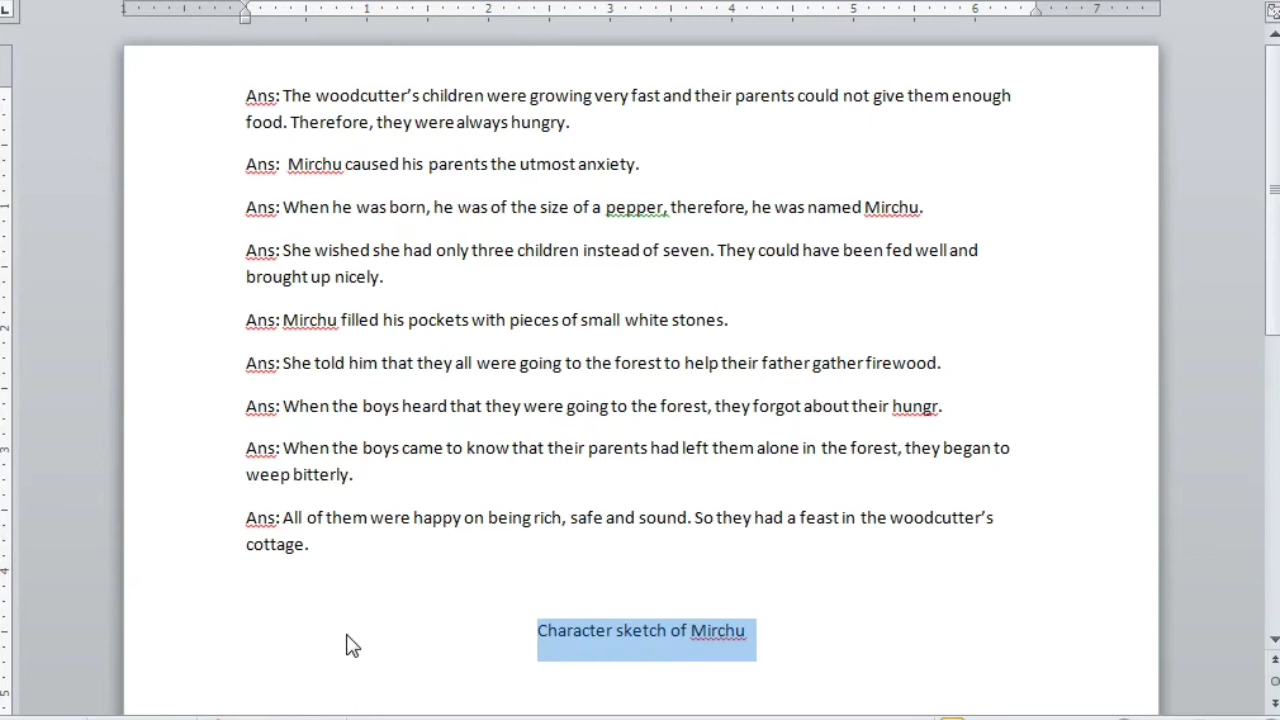 1 1 2 3 4 5 6 7
Ans: The woodcutter’s children were growing very fast and their parents could not give them enough
food. Therefore, they were always hungry.
Ans: Mirchu caused his parents the utmost anxiety.
Ans: When he was born, he was of the size of a pepper, therefore, he was named Mirchu.
Ans: She wished she had only three children instead of seven. They could have been fed well and
brought up nicely.
Ans: Mirchu filled his pockets with pieces of small white stones.
Ans: She told him that they all were going to the forest to help their father gather firewood.
Ans: When the boys heard that they were going to the forest, they forgot about their hungr.
Ans: When the boys came to know that their parents had left them alone in the forest, they began to
weep bitterly.
Ans: All of them were happy on being rich, safe and sound. So they had a feast in the woodcutter’s
cottage.
Character sketch of Mirchu